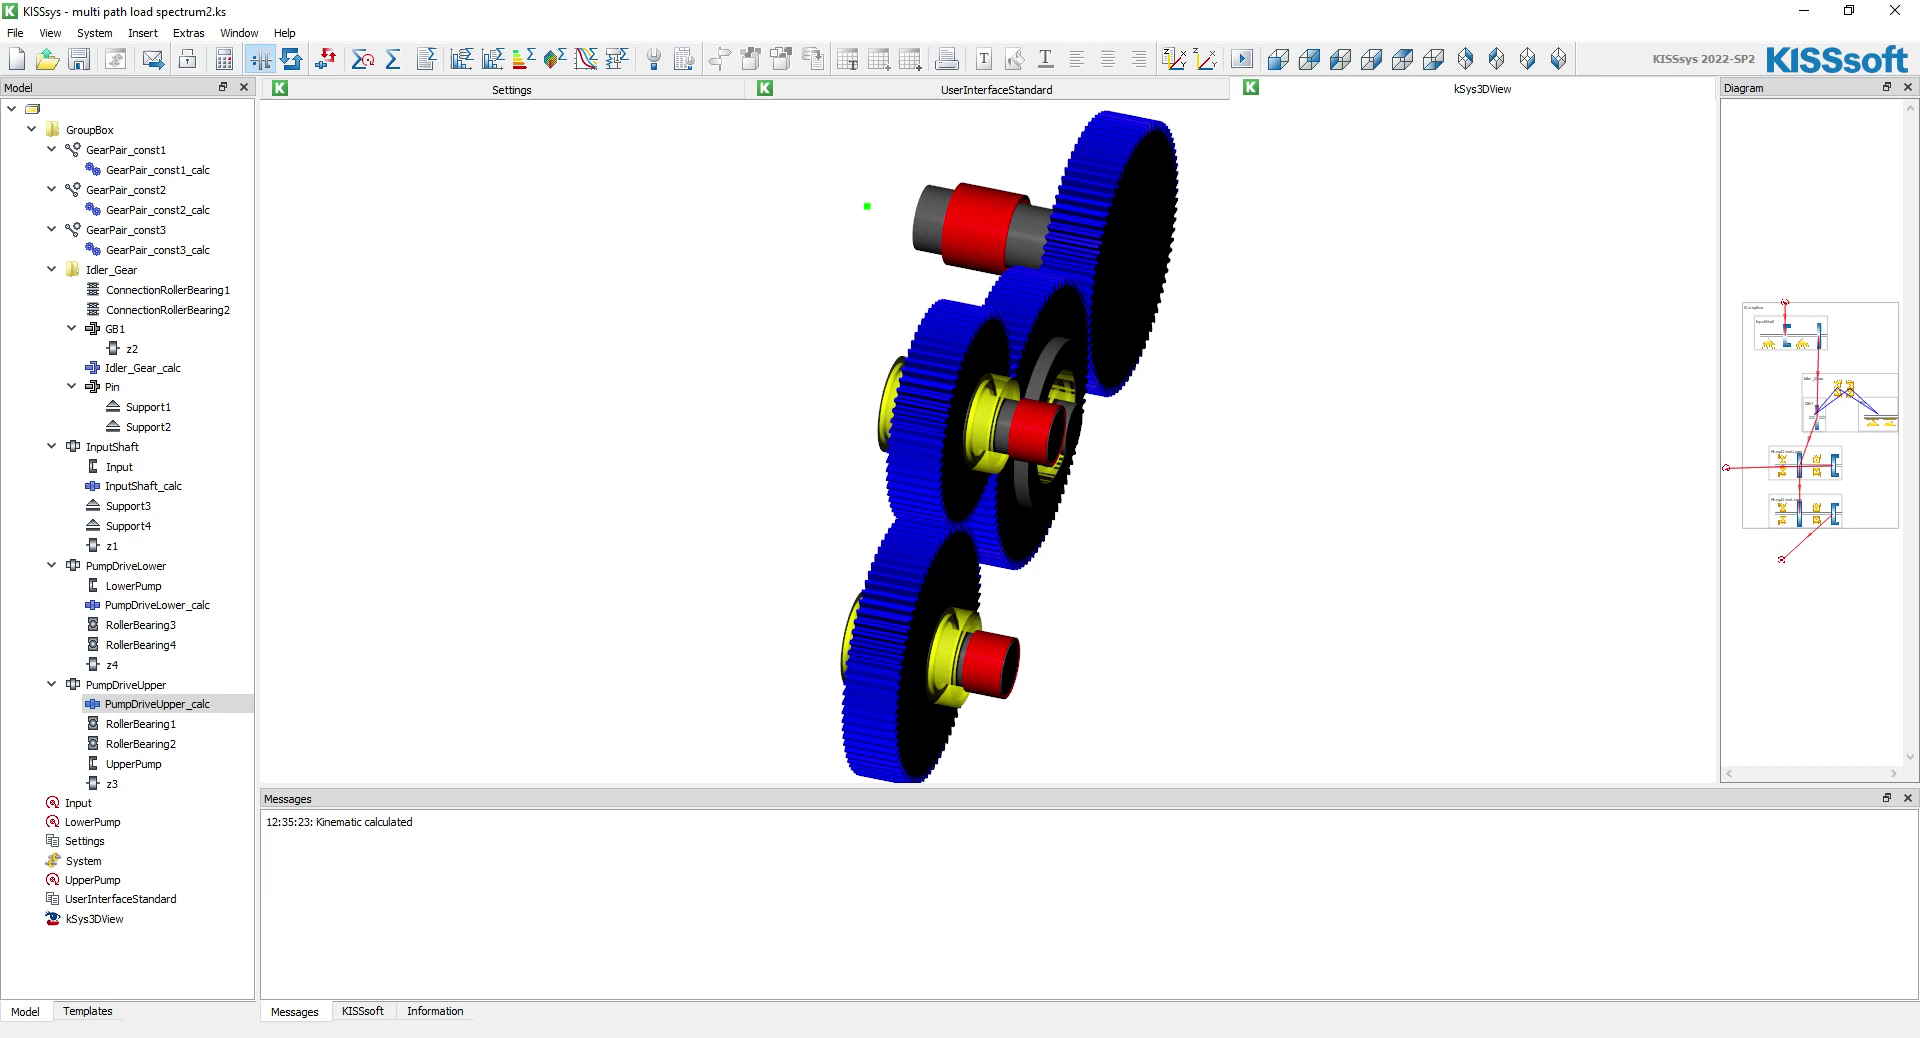 KISSsys - multi path load spectrum2.ks
File View System Insert Extras Window Help
KISSsys 2022-SP2 KISSsoft
Model
Settings
UserInterfaceStandard
kSys3DView
Diagram
GroupBox
GearPair_const1
GearPair_const1_calc
GearPair_const2
GearPair_const2_calc
GearPair_const3
GearPair_const3_calc
Idler_Gear
ConnectionRollerBearing1
ConnectionRollerBearing2
GB1
z2
Idler_Gear_calc
Pin
Support1
Support2
InputShaft
Input
InputShaft_calc
Support3
Support4
z1
PumpDriveLower
LowerPump
PumpDriveLower_calc
RollerBearing3
RollerBearing4
z4
PumpDriveUpper
PumpDriveUpper_calc
RollerBearing1
RollerBearing2
UpperPump
z3
Input
LowerPump
Settings
System
UpperPump
UserInterfaceStandard
kSys3DView
Model Templates
Messages
12:35:23: Kinematic calculated
Messages KISSsoft Information